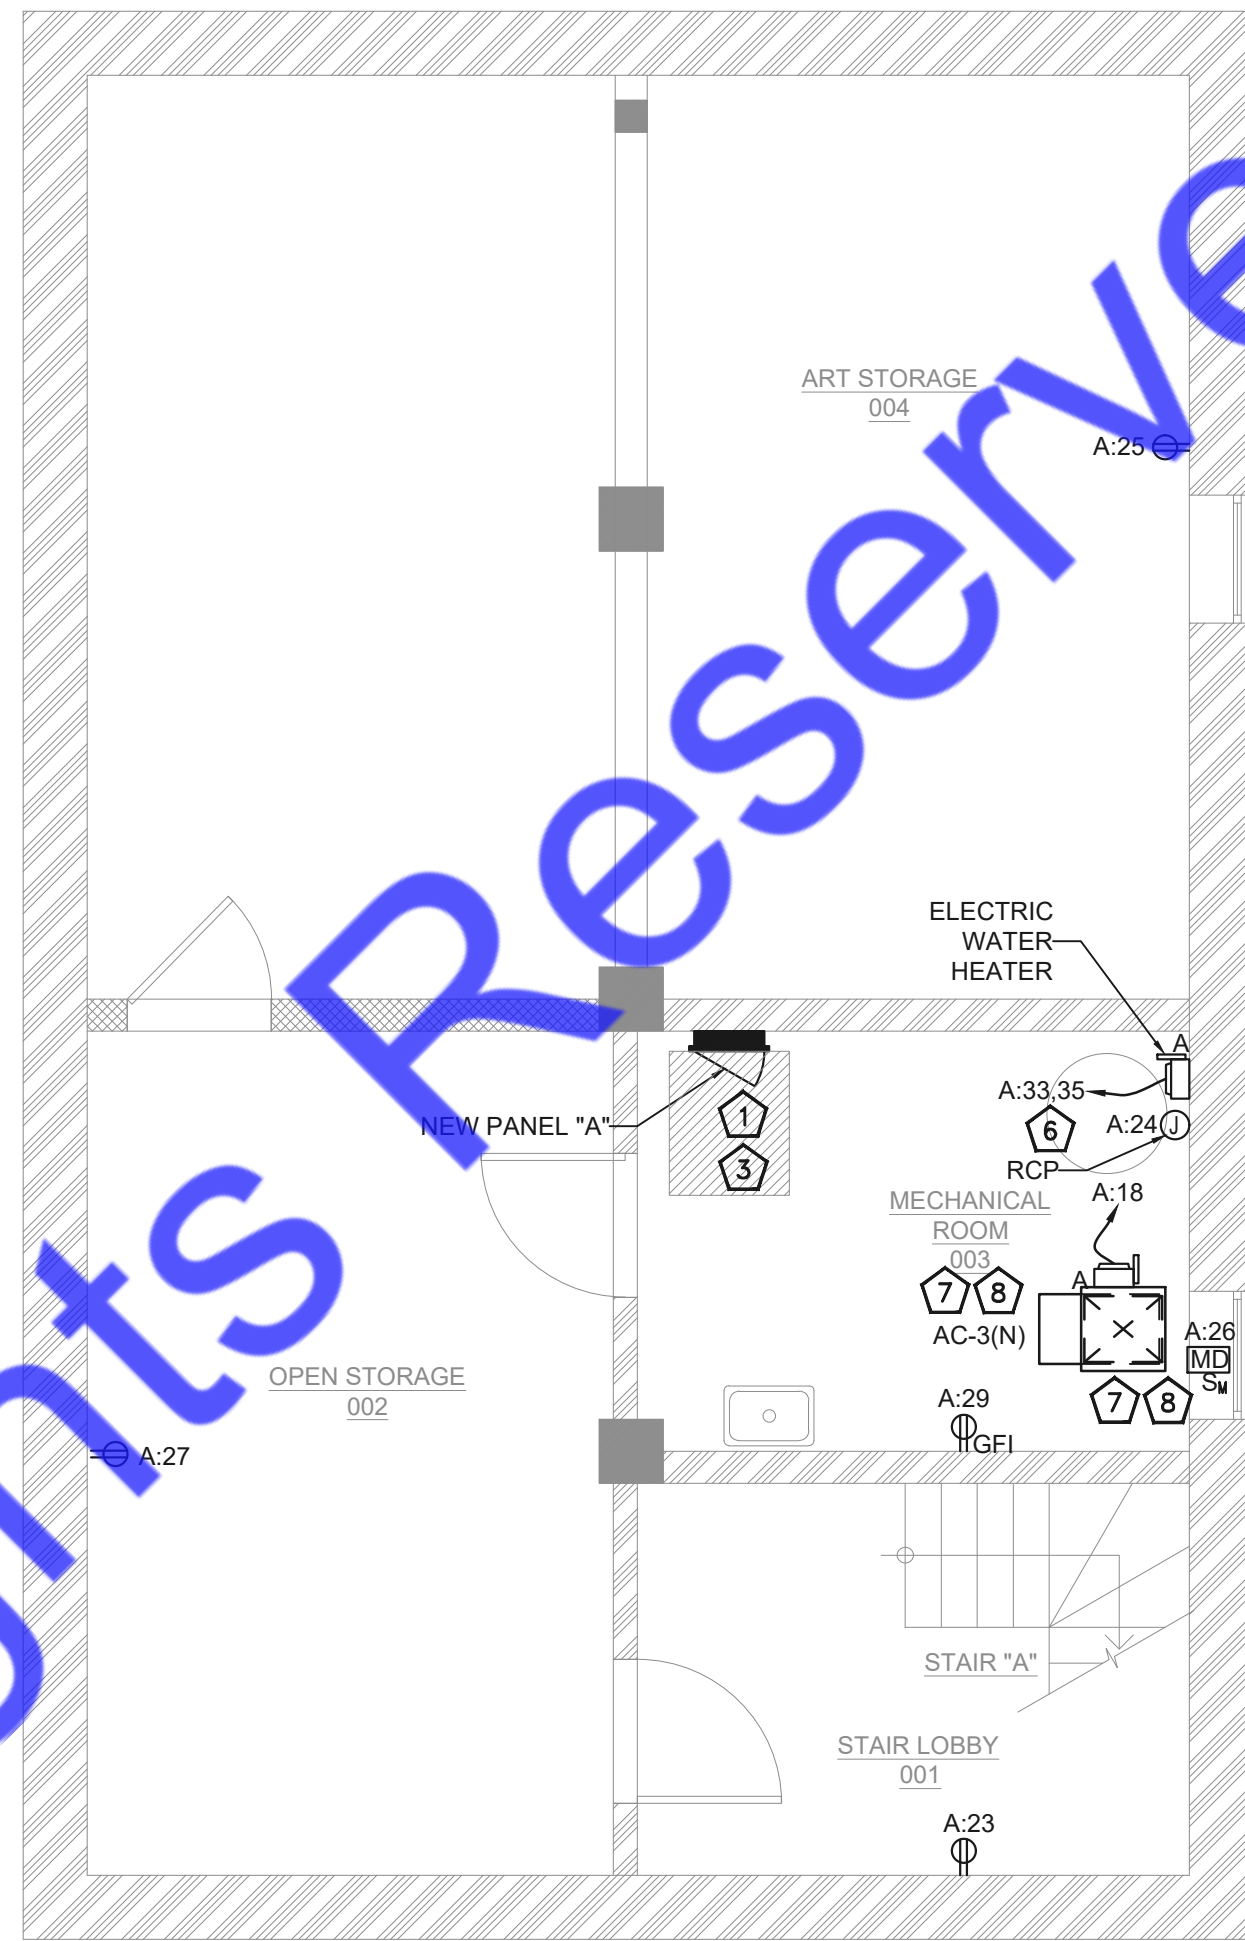 ART STORAGE
004
A:25
ELECTRIC
WATER
HEATER
A
A:33,35
NEW PANEL "A"
1
6
A:24
J
3
RCP
A:18
MECHANICAL
ROOM
003
A
7
8
AC-3(N)
A:26
MD
SM
7
8
OPEN STORAGE
002
A:29
GFI
A:27
STAIR "A"
STAIR LOBBY
001
A:23
nts Reserve